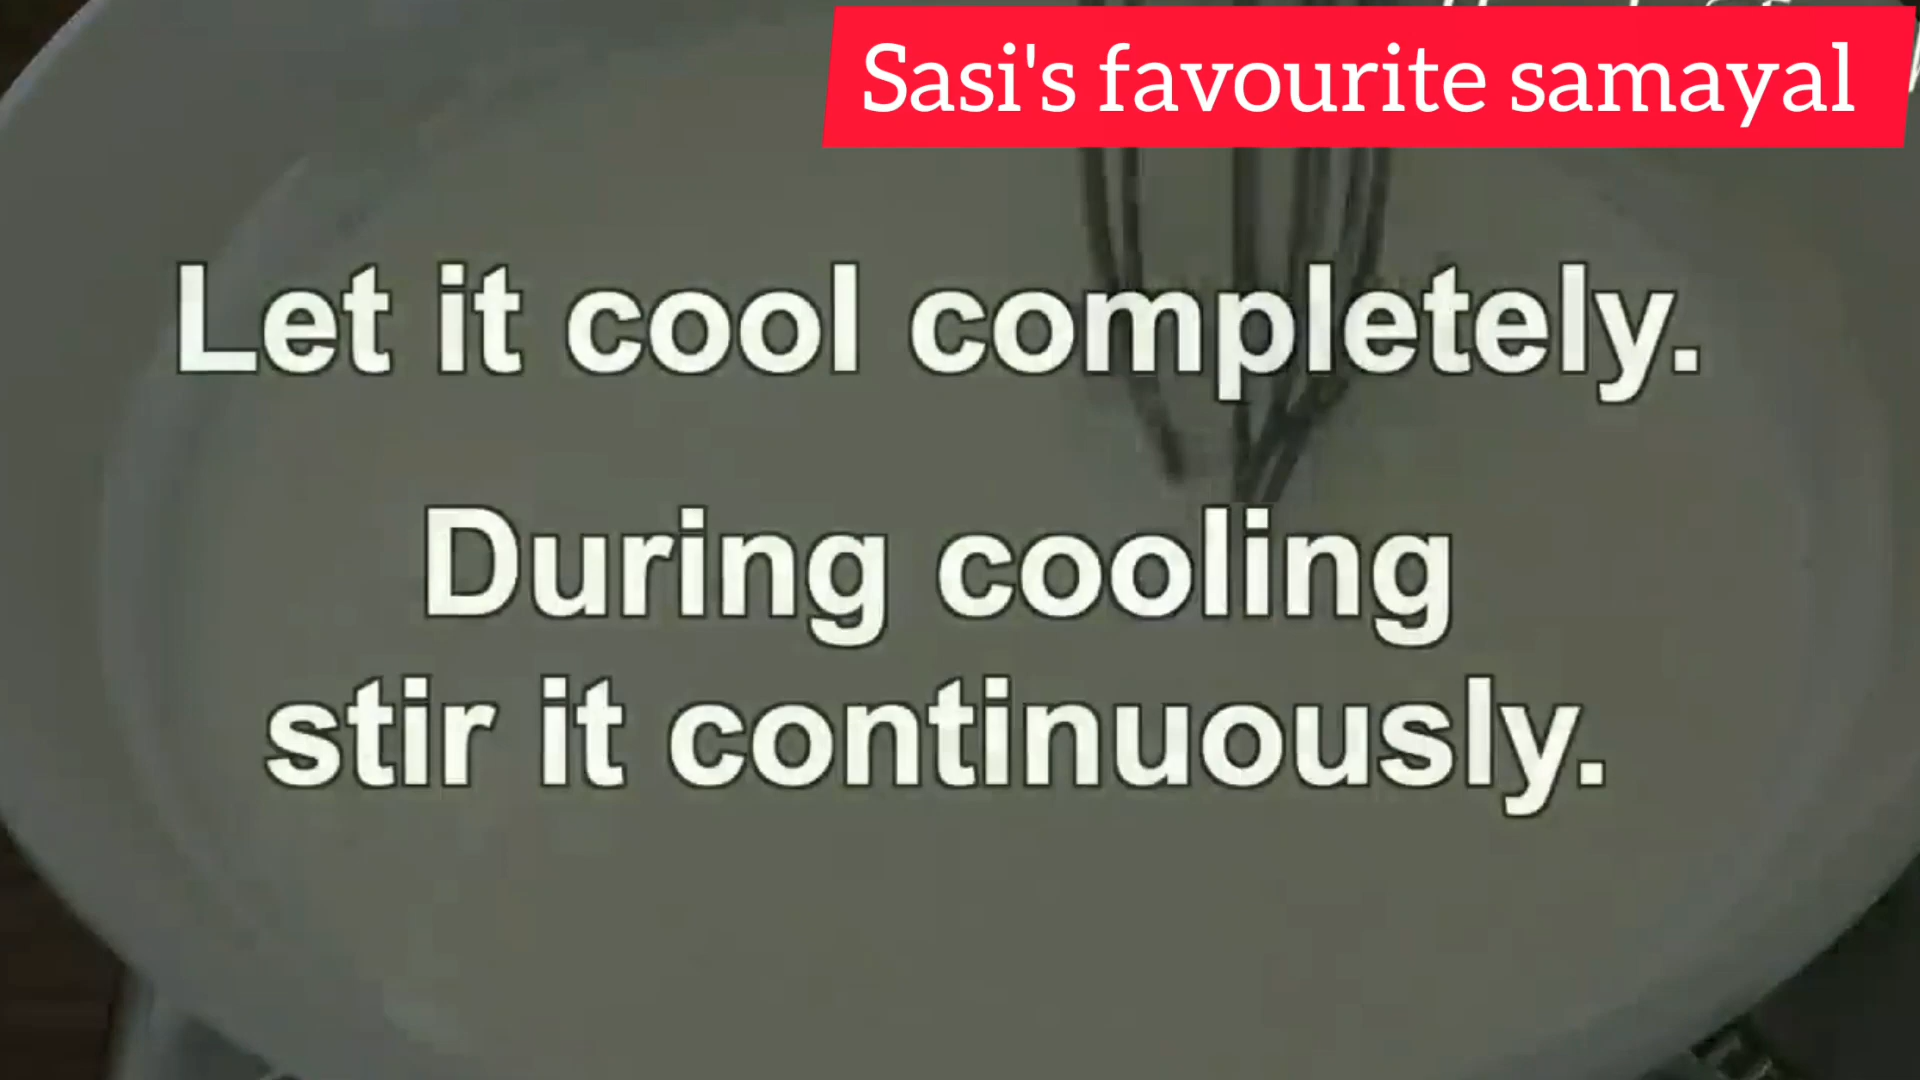 Sasi's favourite samayal
Let it cool completely.
During cooling
stir it continuously.